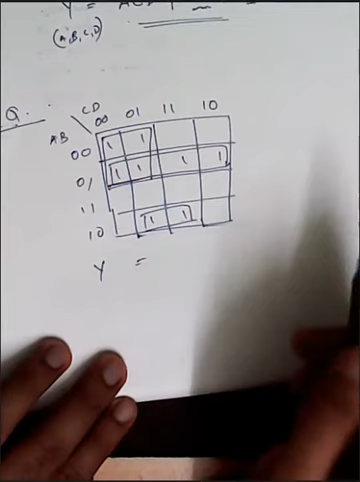 Y =
(A,B,C,D)
Q.
CD
00 01 11 10
AB
00 1 1
01 1 1 1 1
11
10 1 1
Y =